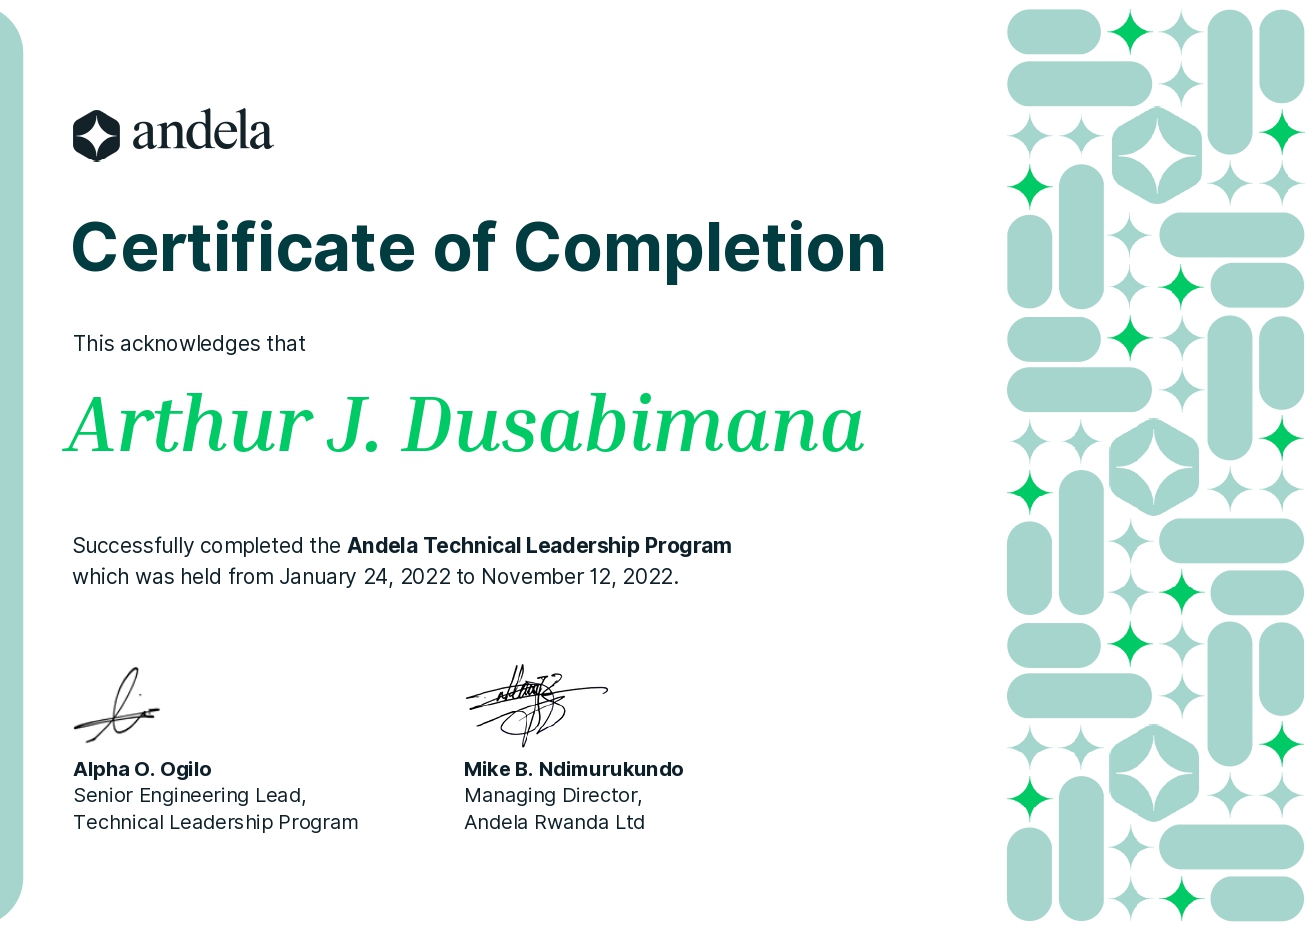 andela
Certificate of Completion
This acknowledges that
Arthur J. Dusabimana
Successfully completed the Andela Technical Leadership Program
which was held from January 24, 2022 to November 12, 2022.
Alpha O. Ogilo
Senior Engineering Lead,
Technical Leadership Program
Mike B. Ndimurukundo
Managing Director,
Andela Rwanda Ltd